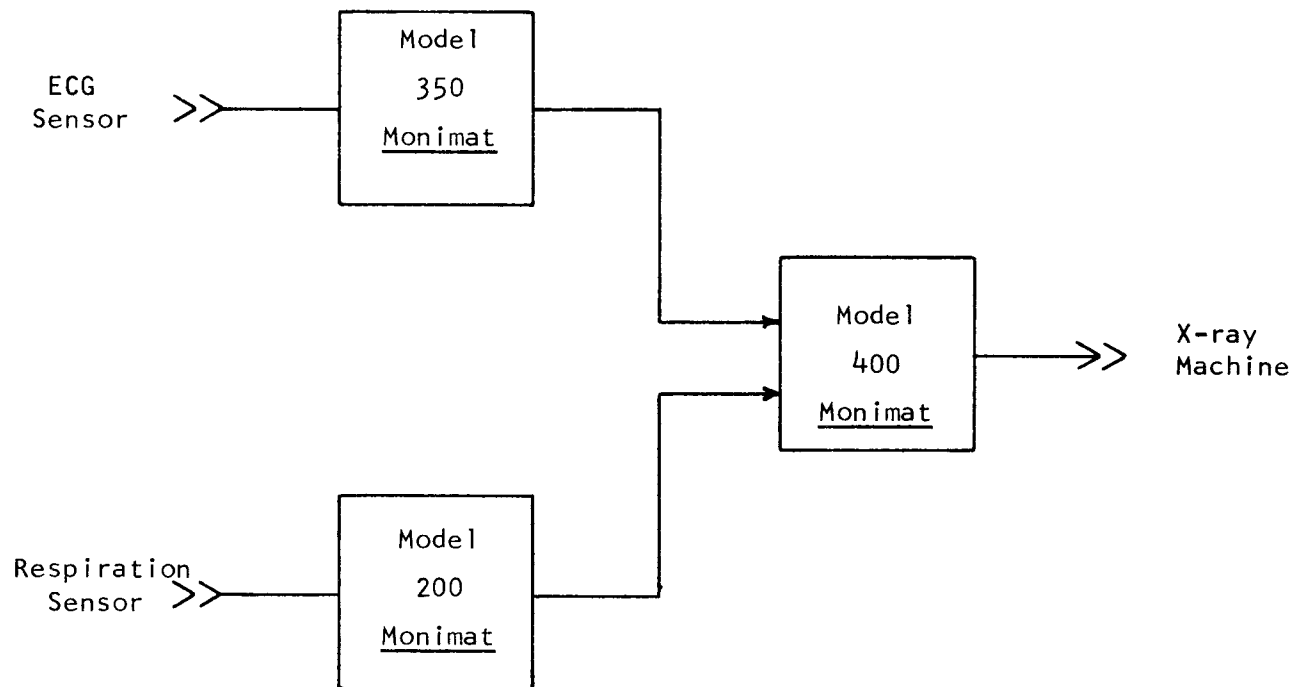 ECG
Sensor
Model
350
Monimat
Model
400
Monimat
X-ray
Machine
Respiration
Sensor
Model
200
Monimat